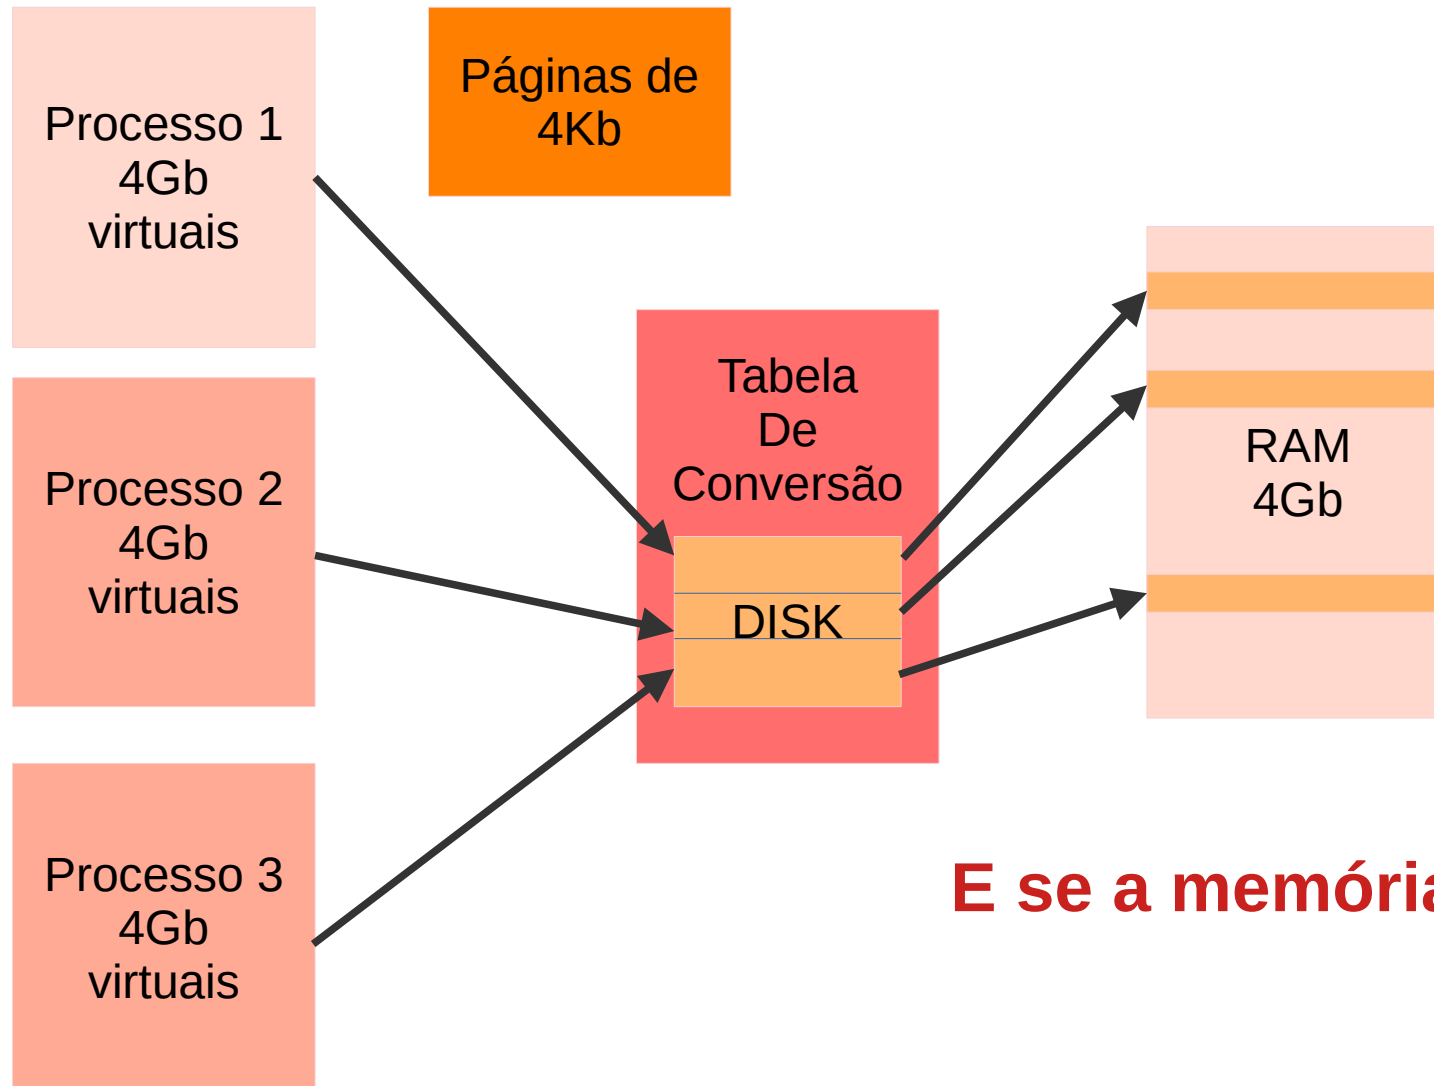 Processo 1
4Gb
virtuais
Páginas de
4Kb
Processo 2
4Gb
virtuais
Tabela
De
Conversão
DISK
RAM
4Gb
Processo 3
4Gb
virtuais
E se a memória